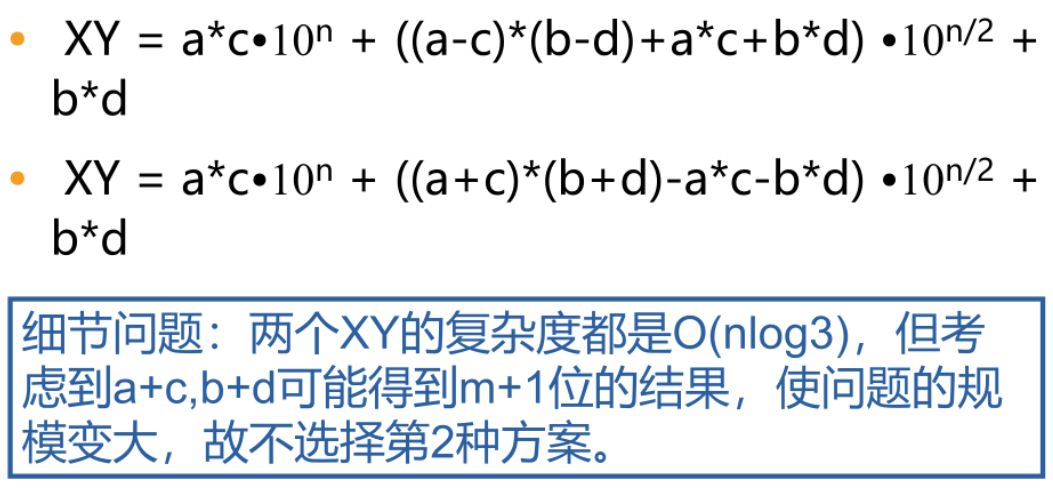 • XY = a*c•10ⁿ + ((a-c)*(b-d)+a*c+b*d) •10ⁿ/² +
b*d
• XY = a*c•10ⁿ + ((a+c)*(b+d)-a*c-b*d) •10ⁿ/² +
b*d
细节问题：两个XY的复杂度都是O(nlog3)，但考
虑到a+c,b+d可能得到m+1位的结果，使问题的规
模变大，故不选择第2种方案。